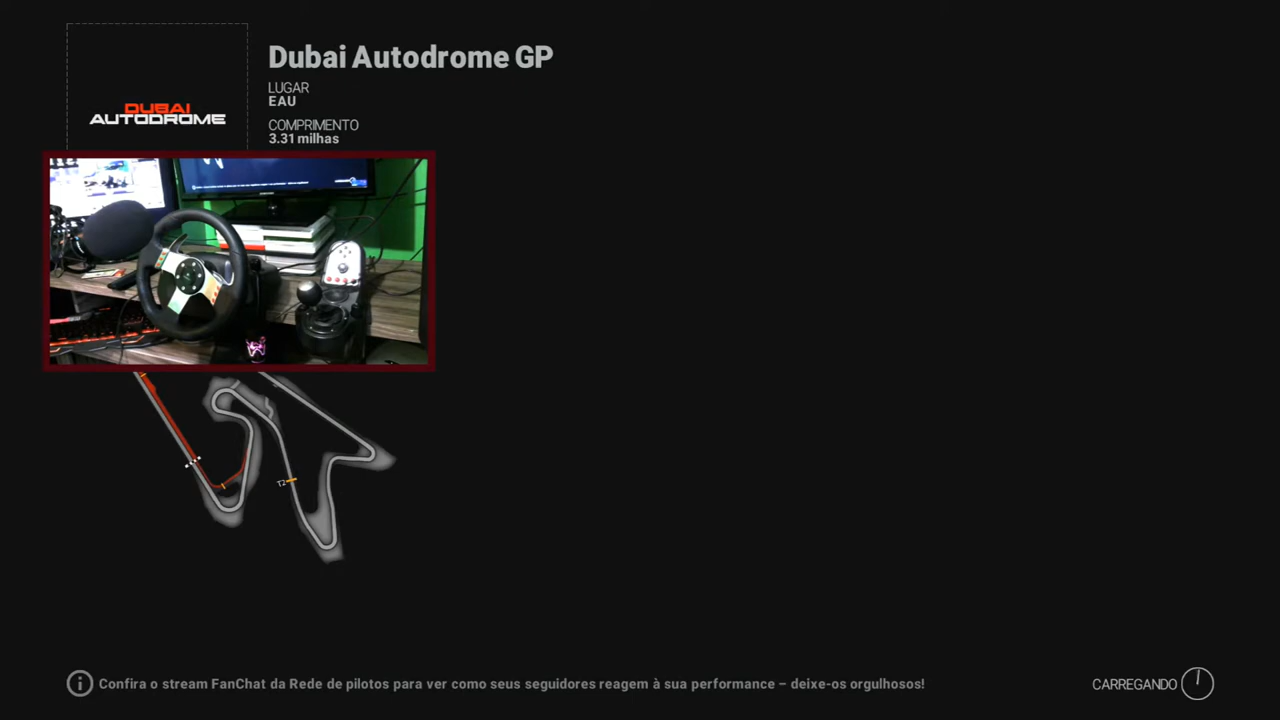 Dubai Autodrome GP
LUGAR
EAU
DUBAI
AUTODROME
COMPRIMENTO
3.31 milhas
T2
Confira o stream FanChat da Rede de pilotos para ver como seus seguidores reagem à sua performance – deixe-os orgulhosos!
CARREGANDO